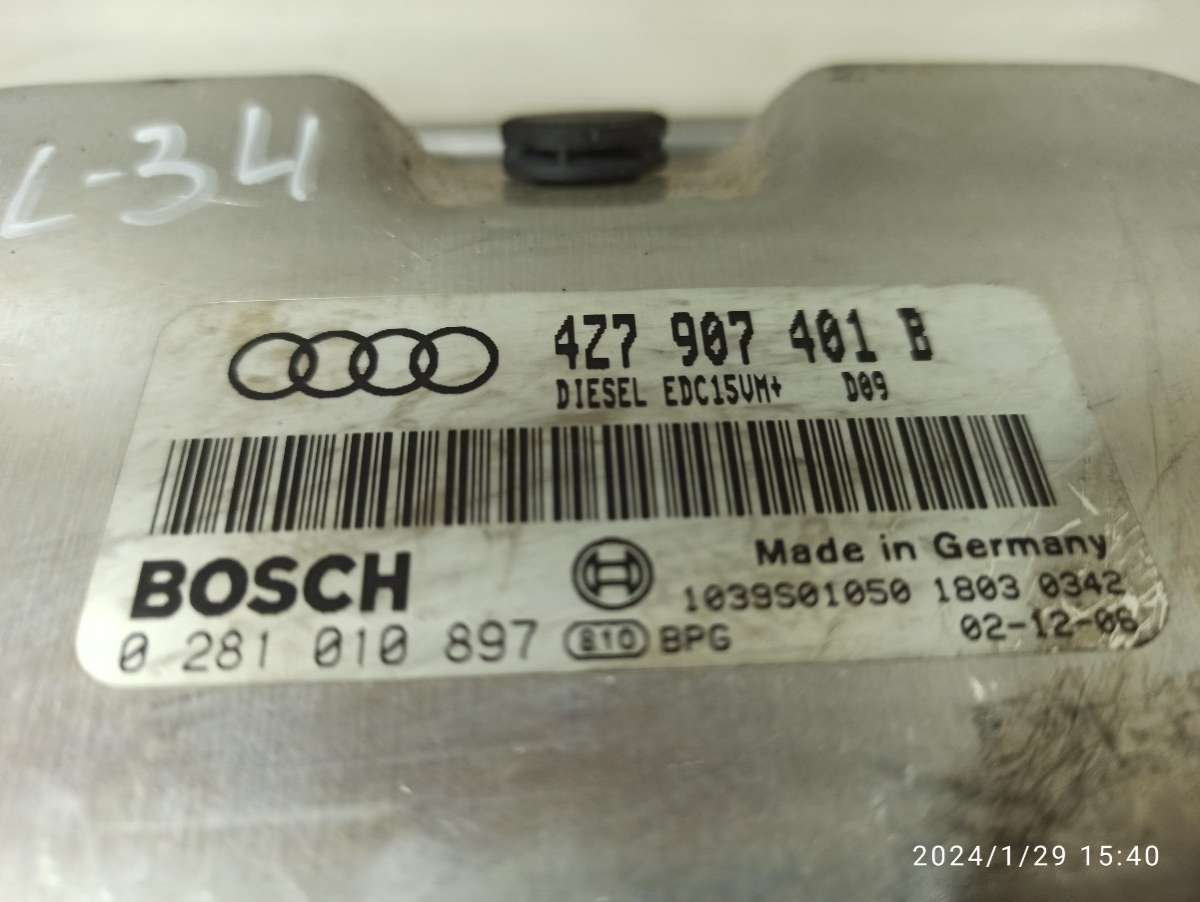 L-34
4Z7 907 401 B
DIESEL EDC15VM+ D09
BOSCH
Made in Germany
1039S01050 1803 0342
0 281 010 897 810 BPG
02-12-06
2024/1/29 15:40